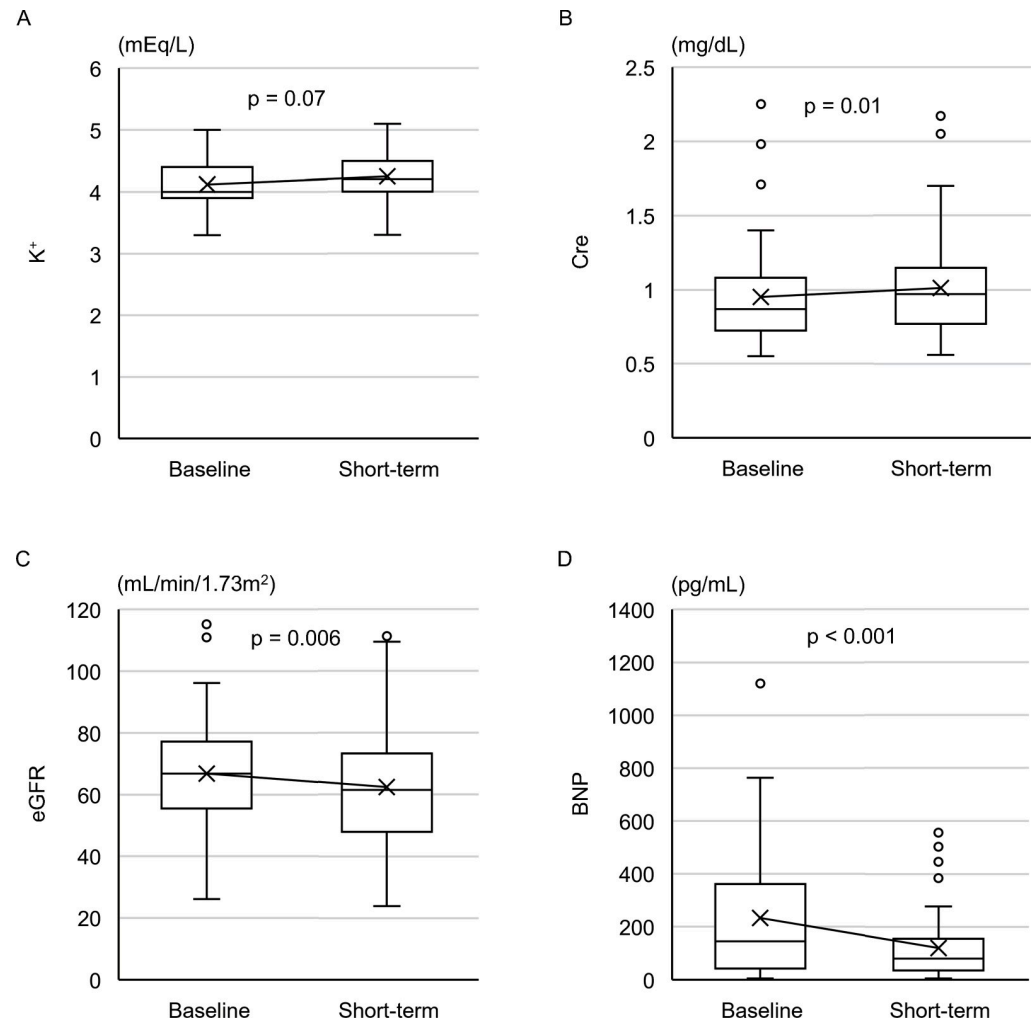 A
(mEq/L)
6
5
4
3
2
1
0
K⁺
p = 0.07
Baseline Short-term
B
(mg/dL)
2.5
2
1.5
1
0.5
0
Cre
p = 0.01
Baseline Short-term
C
(mL/min/1.73m²)
120
100
80
60
40
20
0
eGFR
p = 0.006
Baseline Short-term
D
(pg/mL)
1400
1200
1000
800
600
400
200
0
BNP
p < 0.001
Baseline Short-term